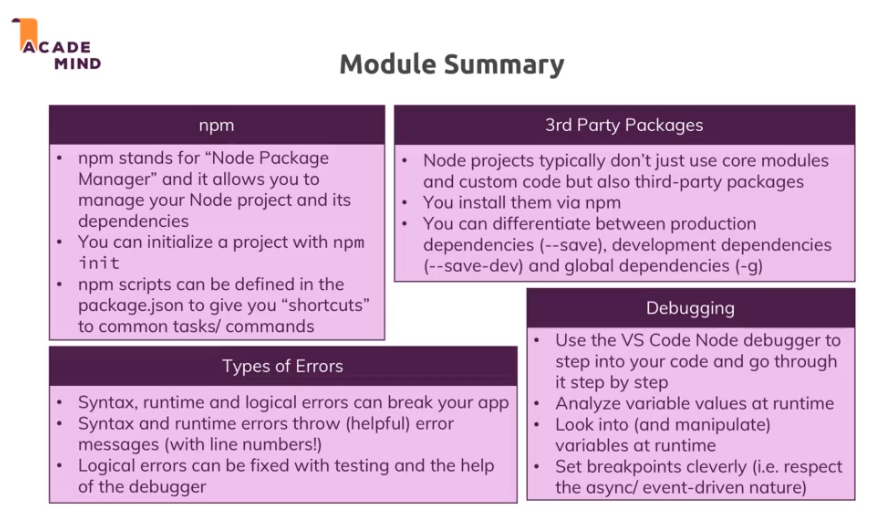 ACADE
MIND
Module Summary
npm
• npm stands for “Node Package
Manager” and it allows you to
manage your Node project and its
dependencies
• You can initialize a project with npm
init
• npm scripts can be defined in the
package.json to give you “shortcuts”
to common tasks/ commands
3rd Party Packages
• Node projects typically don’t just use core modules
and custom code but also third-party packages
• You install them via npm
• You can differentiate between production
dependencies (--save), development dependencies
(--save-dev) and global dependencies (-g)
Types of Errors
• Syntax, runtime and logical errors can break your app
• Syntax and runtime errors throw (helpful) error
messages (with line numbers!)
• Logical errors can be fixed with testing and the help
of the debugger
Debugging
• Use the VS Code Node debugger to
step into your code and go through
it step by step
• Analyze variable values at runtime
• Look into (and manipulate)
variables at runtime
• Set breakpoints cleverly (i.e. respect
the async/ event-driven nature)